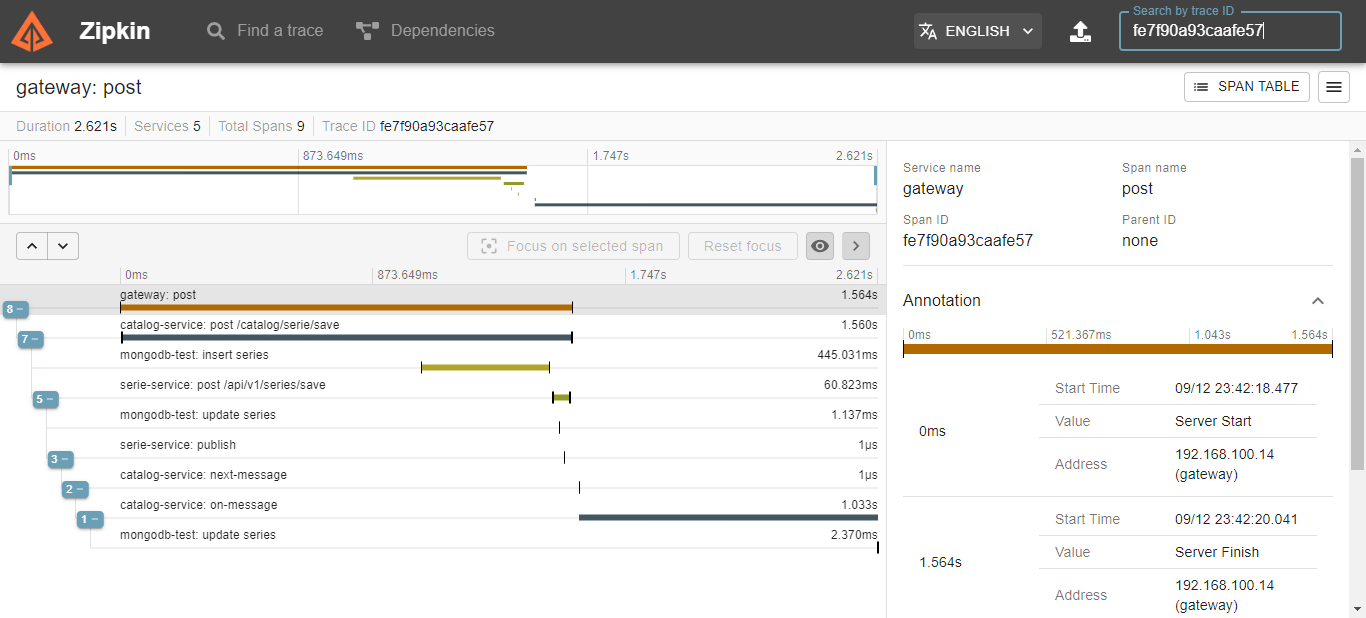 Zipkin
Find a trace
Dependencies
ENGLISH
Search by trace ID
fe7f90a93caafe57
gateway: post
SPAN TABLE
Duration 2.621s
Services 5
Total Spans 9
Trace ID fe7f90a93caafe57
0ms 873.649ms 1.747s 2.621s
Focus on selected span
Reset focus
0ms 873.649ms 1.747s 2.621s
gateway: post 1.564s
8 −
catalog-service: post /catalog/serie/save 1.560s
7 −
mongodb-test: insert series 445.031ms
serie-service: post /api/v1/series/save 60.823ms
5 −
mongodb-test: update series 1.137ms
serie-service: publish 1μs
3 −
catalog-service: next-message 1μs
2 −
catalog-service: on-message 1.033s
1 −
mongodb-test: update series 2.370ms
Service name
gateway
Span name
post
Span ID
fe7f90a93caafe57
Parent ID
none
Annotation
0ms 521.367ms 1.043s 1.564s
0ms
Start Time 09/12 23:42:18.477
Value Server Start
Address 192.168.100.14
(gateway)
1.564s
Start Time 09/12 23:42:20.041
Value Server Finish
Address 192.168.100.14
(gateway)